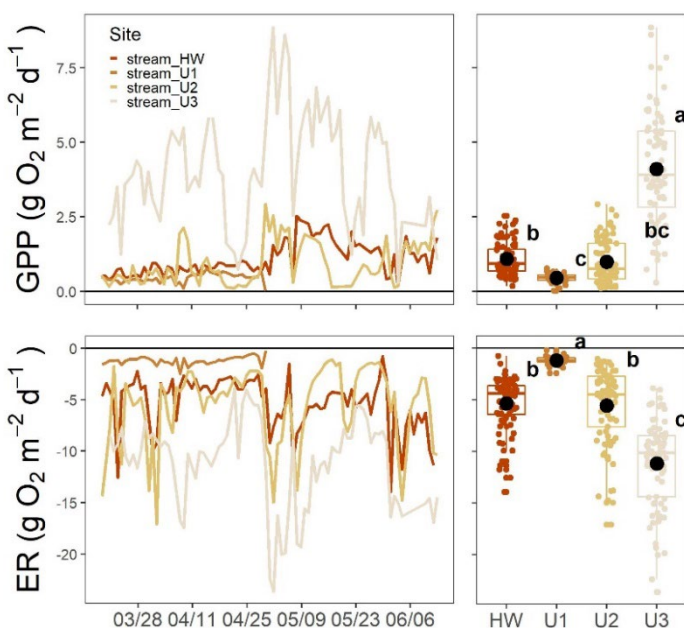 GPP (g O₂ m⁻² d⁻¹)
7.5
5.0
2.5
0.0
Site
stream_HW
stream_U1
stream_U2
stream_U3
a
b
c
bc
ER (g O₂ m⁻² d⁻¹)
0
-5
-10
-15
-20
a
b
b
c
03/28 04/11 04/25 05/09 05/23 06/06
HW U1 U2 U3